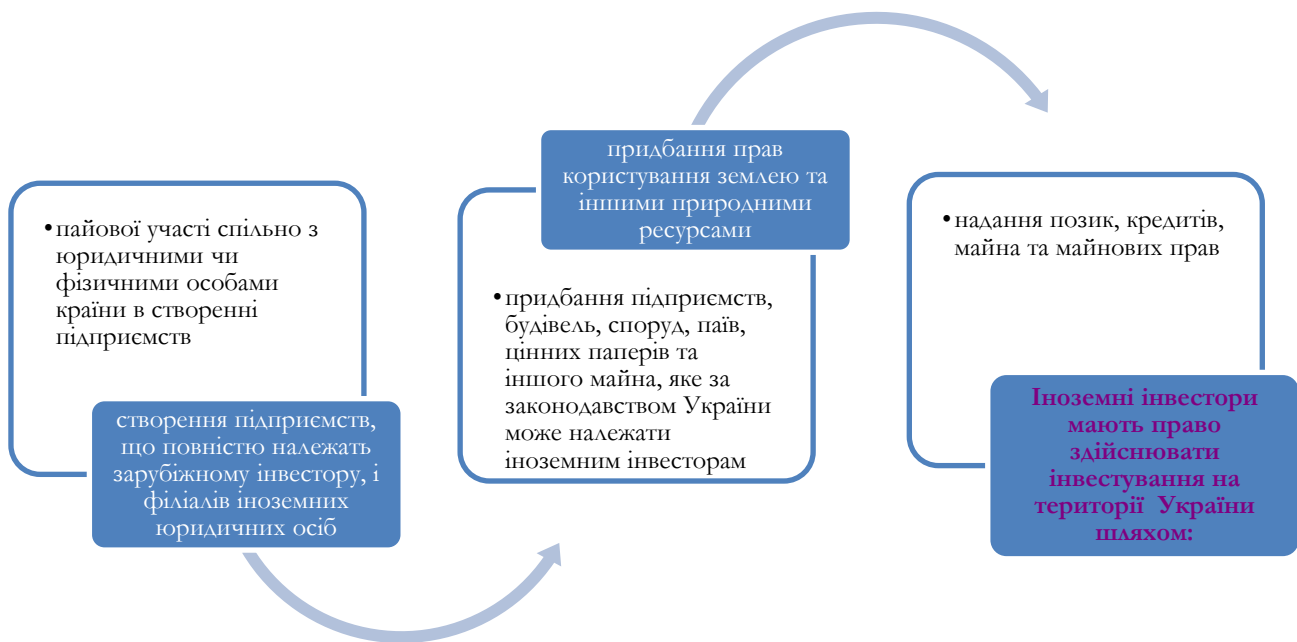 • пайової участі спільно з
юридичними чи
фізичними особами
країни в створенні
підприємств
створення підприємств,
що повністю належать
зарубіжному інвестору, і
філіалів іноземних
юридичних осіб
придбання прав
користування землею та
іншими природними
ресурсами
• придбання підприємств,
будівель, споруд, паїв,
цінних паперів та
іншого майна, яке за
законодавством України
може належати
іноземним інвесторам
• надання позик, кредитів,
майна та майнових прав
Іноземні інвестори
мають право
здійснювати
інвестування на
території України
шляхом: